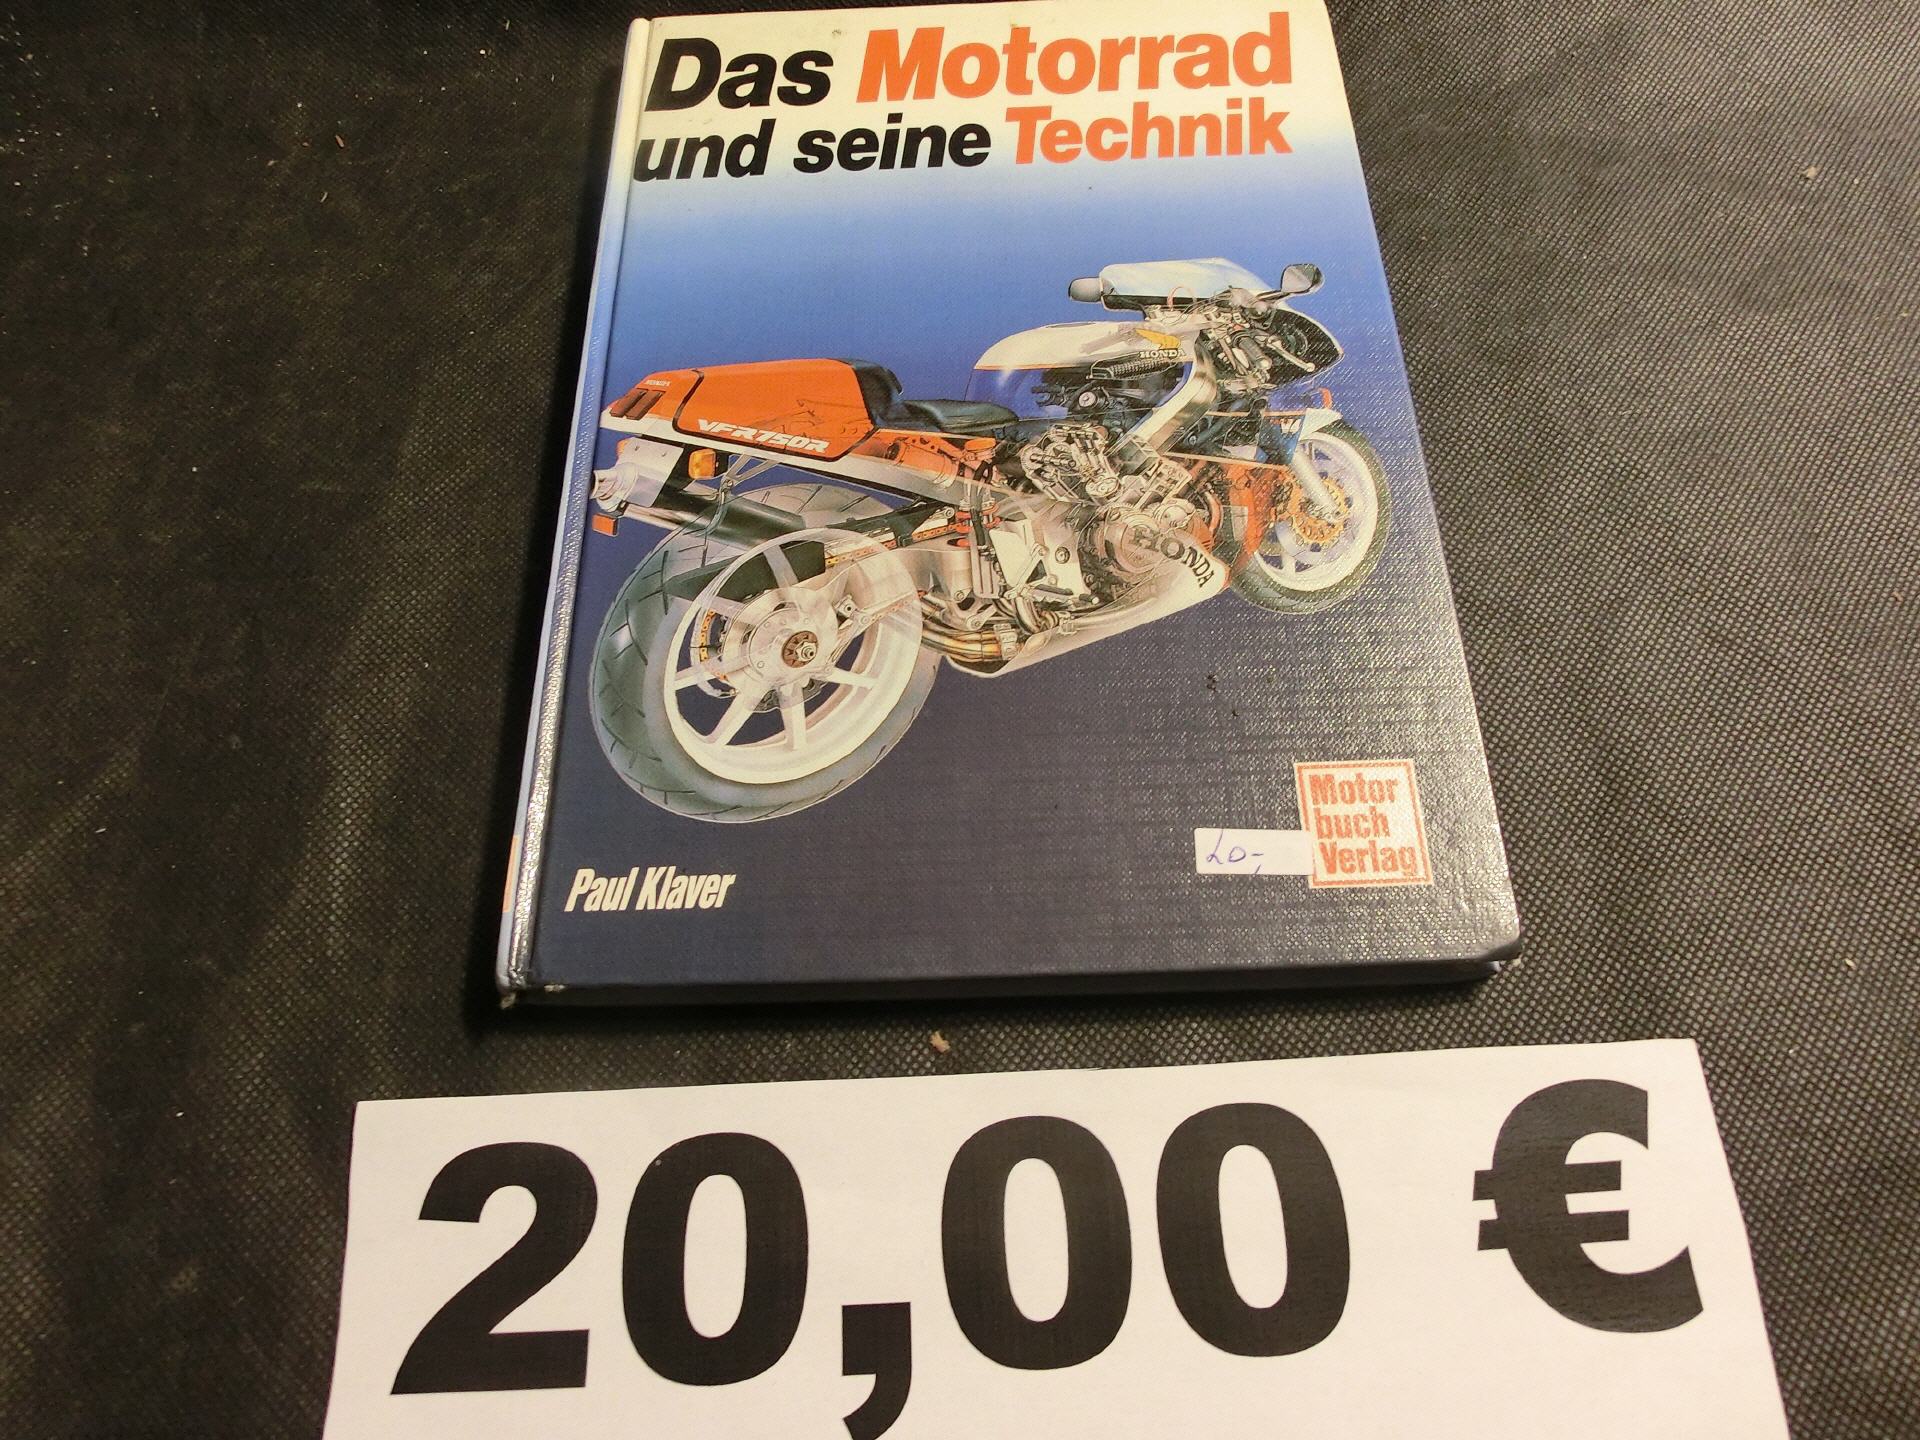 Das Motorrad
und seine Technik
HONDA
VFR750R
HONDA
Motor
buch
Verlag
20,-
Paul Klaver
20,00 €